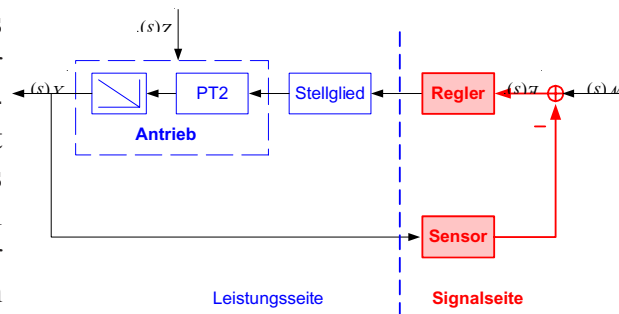 PT2
Stellglied
Regler
Antrieb
–
Sensor
Leistungsseite
Signalseite